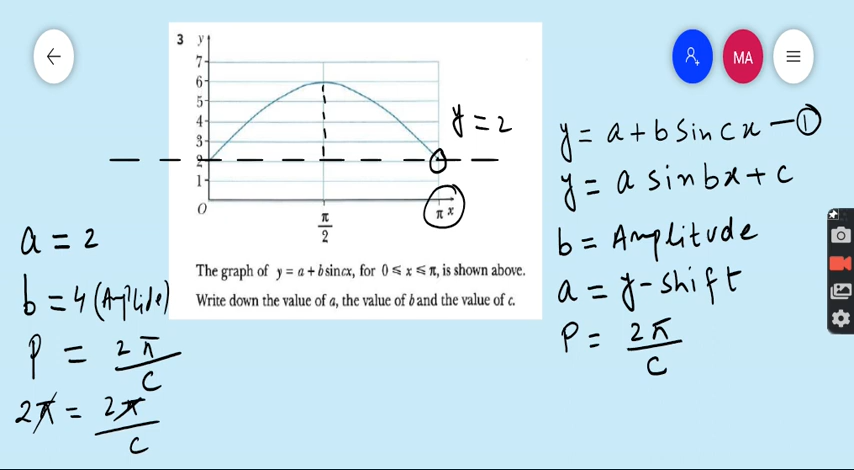 MA
3
y
7
6
5
4
3
2
1
O
π/2
π x
y = 2
The graph of y = a + b sin cx, for 0 ⩽ x ⩽ π, is shown above.
Write down the value of a, the value of b and the value of c.
a = 2
b = 4 (Amplitude)
P = 2π/c
2π = 2π/c
y = a + b sin cx — ①
y = a sin bx + c
b = Amplitude
a = y-shift
P = 2π/c